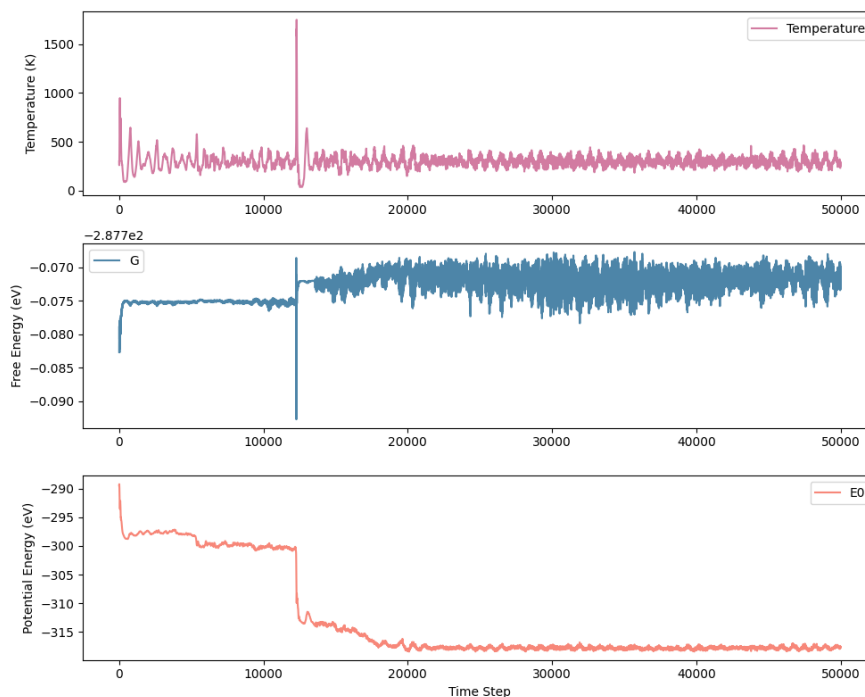 1500
1000
500
0
Temperature (K)
Temperature
0 10000 20000 30000 40000 50000
−2.877e2
−0.070
−0.075
−0.080
−0.085
−0.090
Free Energy (eV)
G
0 10000 20000 30000 40000 50000
−290
−295
−300
−305
−310
−315
Potential Energy (eV)
E0
0 10000 20000 30000 40000 50000
Time Step